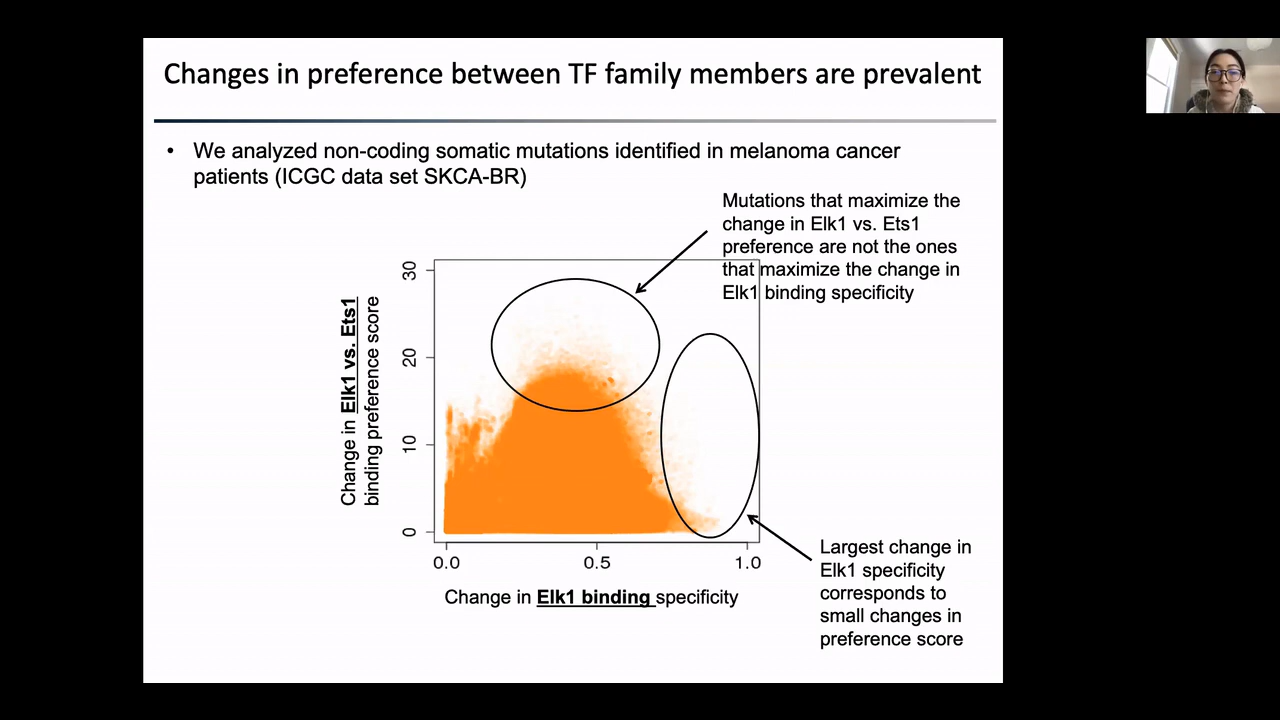 Changes in preference between TF family members are prevalent
• We analyzed non-coding somatic mutations identified in melanoma cancer
patients (ICGC data set SKCA-BR)
Mutations that maximize the
change in Elk1 vs. Ets1
preference are not the ones
that maximize the change in
Elk1 binding specificity
Change in Elk1 vs. Ets1
binding preference score
30
20
10
0
0.0
0.5
1.0
Change in Elk1 binding specificity
Largest change in
Elk1 specificity
corresponds to
small changes in
preference score